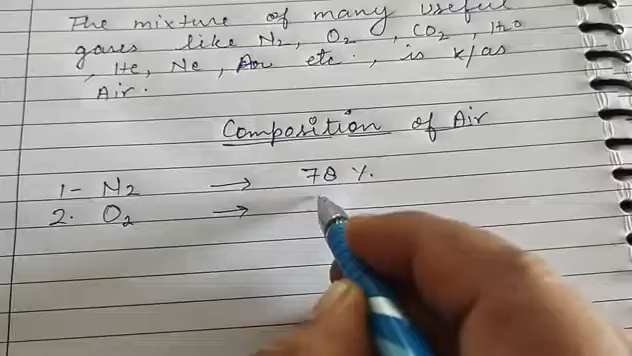 The mixture of many useful
gases like N2, O2, CO2, H2O
, He, Ne, Ar etc., is k/as
Air.
Composition of Air
1- N2 → 78 %.
2. O2 →